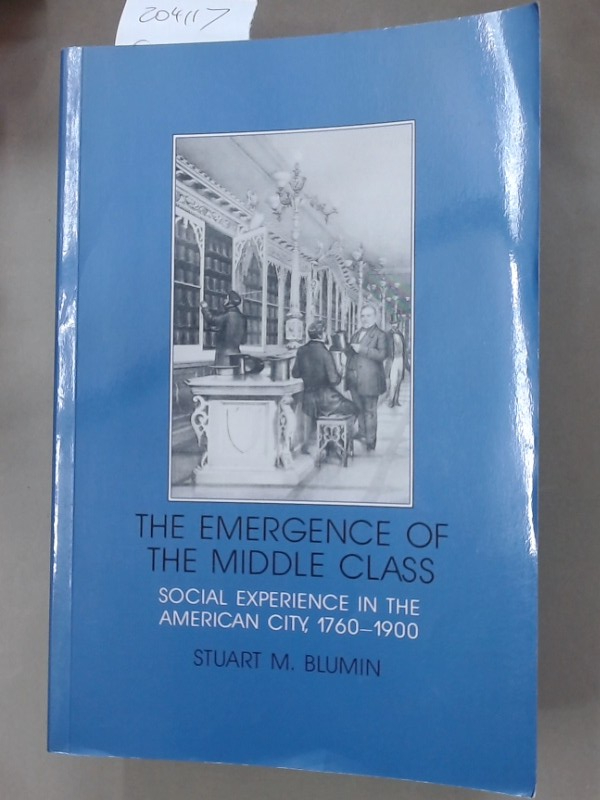 204117
THE EMERGENCE OF
THE MIDDLE CLASS
SOCIAL EXPERIENCE IN THE
AMERICAN CITY, 1760–1900
STUART M. BLUMIN